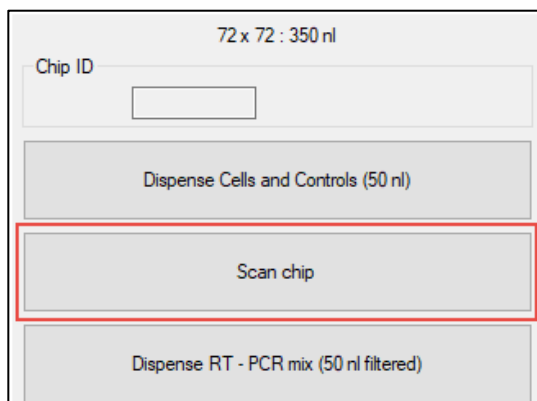 72 x 72 : 350 nl
Chip ID
Dispense Cells and Controls (50 nl)
Scan chip
Dispense RT - PCR mix (50 nl filtered)